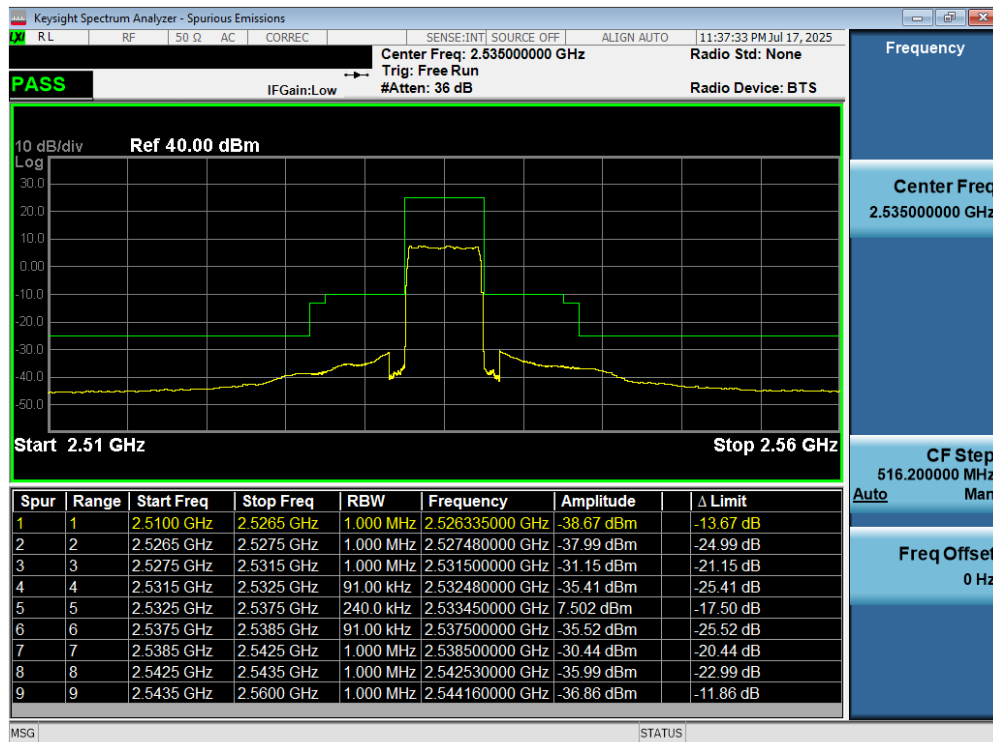 Keysight Spectrum Analyzer - Spurious Emissions
LXI RL RF 50 Ω AC CORREC SENSE:INT SOURCE OFF ALIGN AUTO 11:37:33 PM Jul 17, 2025
Center Freq: 2.535000000 GHz Radio Std: None
Trig: Free Run
PASS IFGain:Low #Atten: 36 dB Radio Device: BTS
Frequency
10 dB/div Ref 40.00 dBm
Log
30.0
20.0
10.0
0.00
-10.0
-20.0
-30.0
-40.0
-50.0
Start 2.51 GHz Stop 2.56 GHz
Center Freq
2.535000000 GHz
CF Step
516.200000 MHz
Auto Man
Freq Offset
0 Hz
Spur Range Start Freq Stop Freq RBW Frequency Amplitude Δ Limit
1 1 2.5100 GHz 2.5265 GHz 1.000 MHz 2.526335000 GHz -38.67 dBm -13.67 dB
2 2 2.5265 GHz 2.5275 GHz 1.000 MHz 2.527480000 GHz -37.99 dBm -24.99 dB
3 3 2.5275 GHz 2.5315 GHz 1.000 MHz 2.531500000 GHz -31.15 dBm -21.15 dB
4 4 2.5315 GHz 2.5325 GHz 91.00 kHz 2.532480000 GHz -35.41 dBm -25.41 dB
5 5 2.5325 GHz 2.5375 GHz 240.0 kHz 2.533450000 GHz 7.502 dBm -17.50 dB
6 6 2.5375 GHz 2.5385 GHz 91.00 kHz 2.537500000 GHz -35.52 dBm -25.52 dB
7 7 2.5385 GHz 2.5425 GHz 1.000 MHz 2.538500000 GHz -30.44 dBm -20.44 dB
8 8 2.5425 GHz 2.5435 GHz 1.000 MHz 2.542530000 GHz -35.99 dBm -22.99 dB
9 9 2.5435 GHz 2.5600 GHz 1.000 MHz 2.544160000 GHz -36.86 dBm -11.86 dB
MSG STATUS